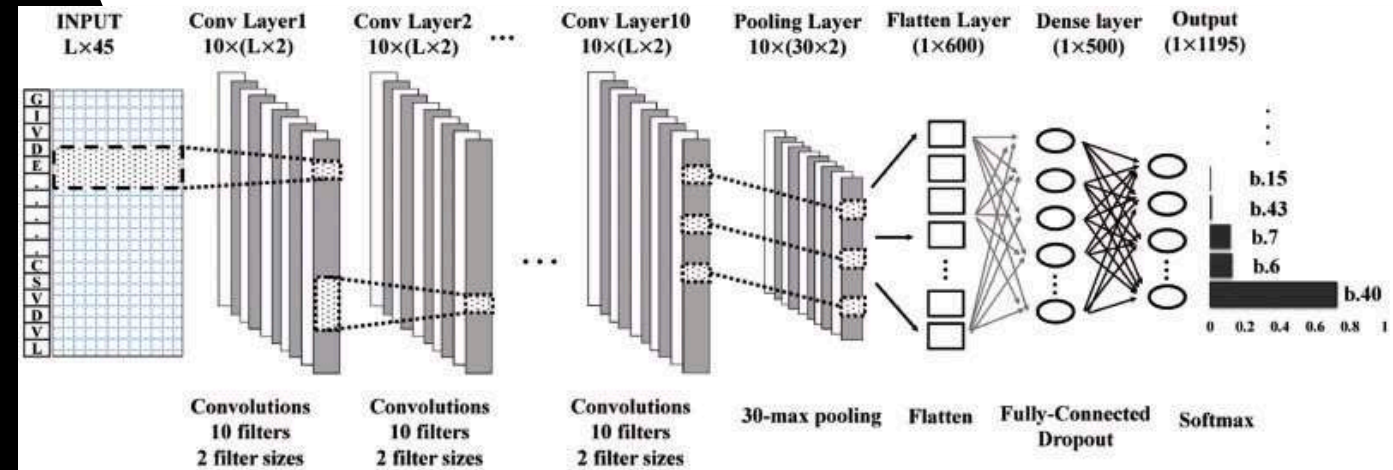 INPUT
L×45
Conv Layer1
10×(L×2)
Conv Layer2
10×(L×2)
...
Conv Layer10
10×(L×2)
Pooling Layer
10×(30×2)
Flatten Layer
(1×600)
Dense layer
(1×500)
Output
(1×1195)
G
I
V
D
E
.
.
.
.
C
S
V
D
V
L
b.15
b.43
b.7
b.6
b.40
0 0.2 0.4 0.6 0.8 1
Convolutions
10 filters
2 filter sizes
Convolutions
10 filters
2 filter sizes
Convolutions
10 filters
2 filter sizes
30-max pooling
Flatten
Fully-Connected
Dropout
Softmax